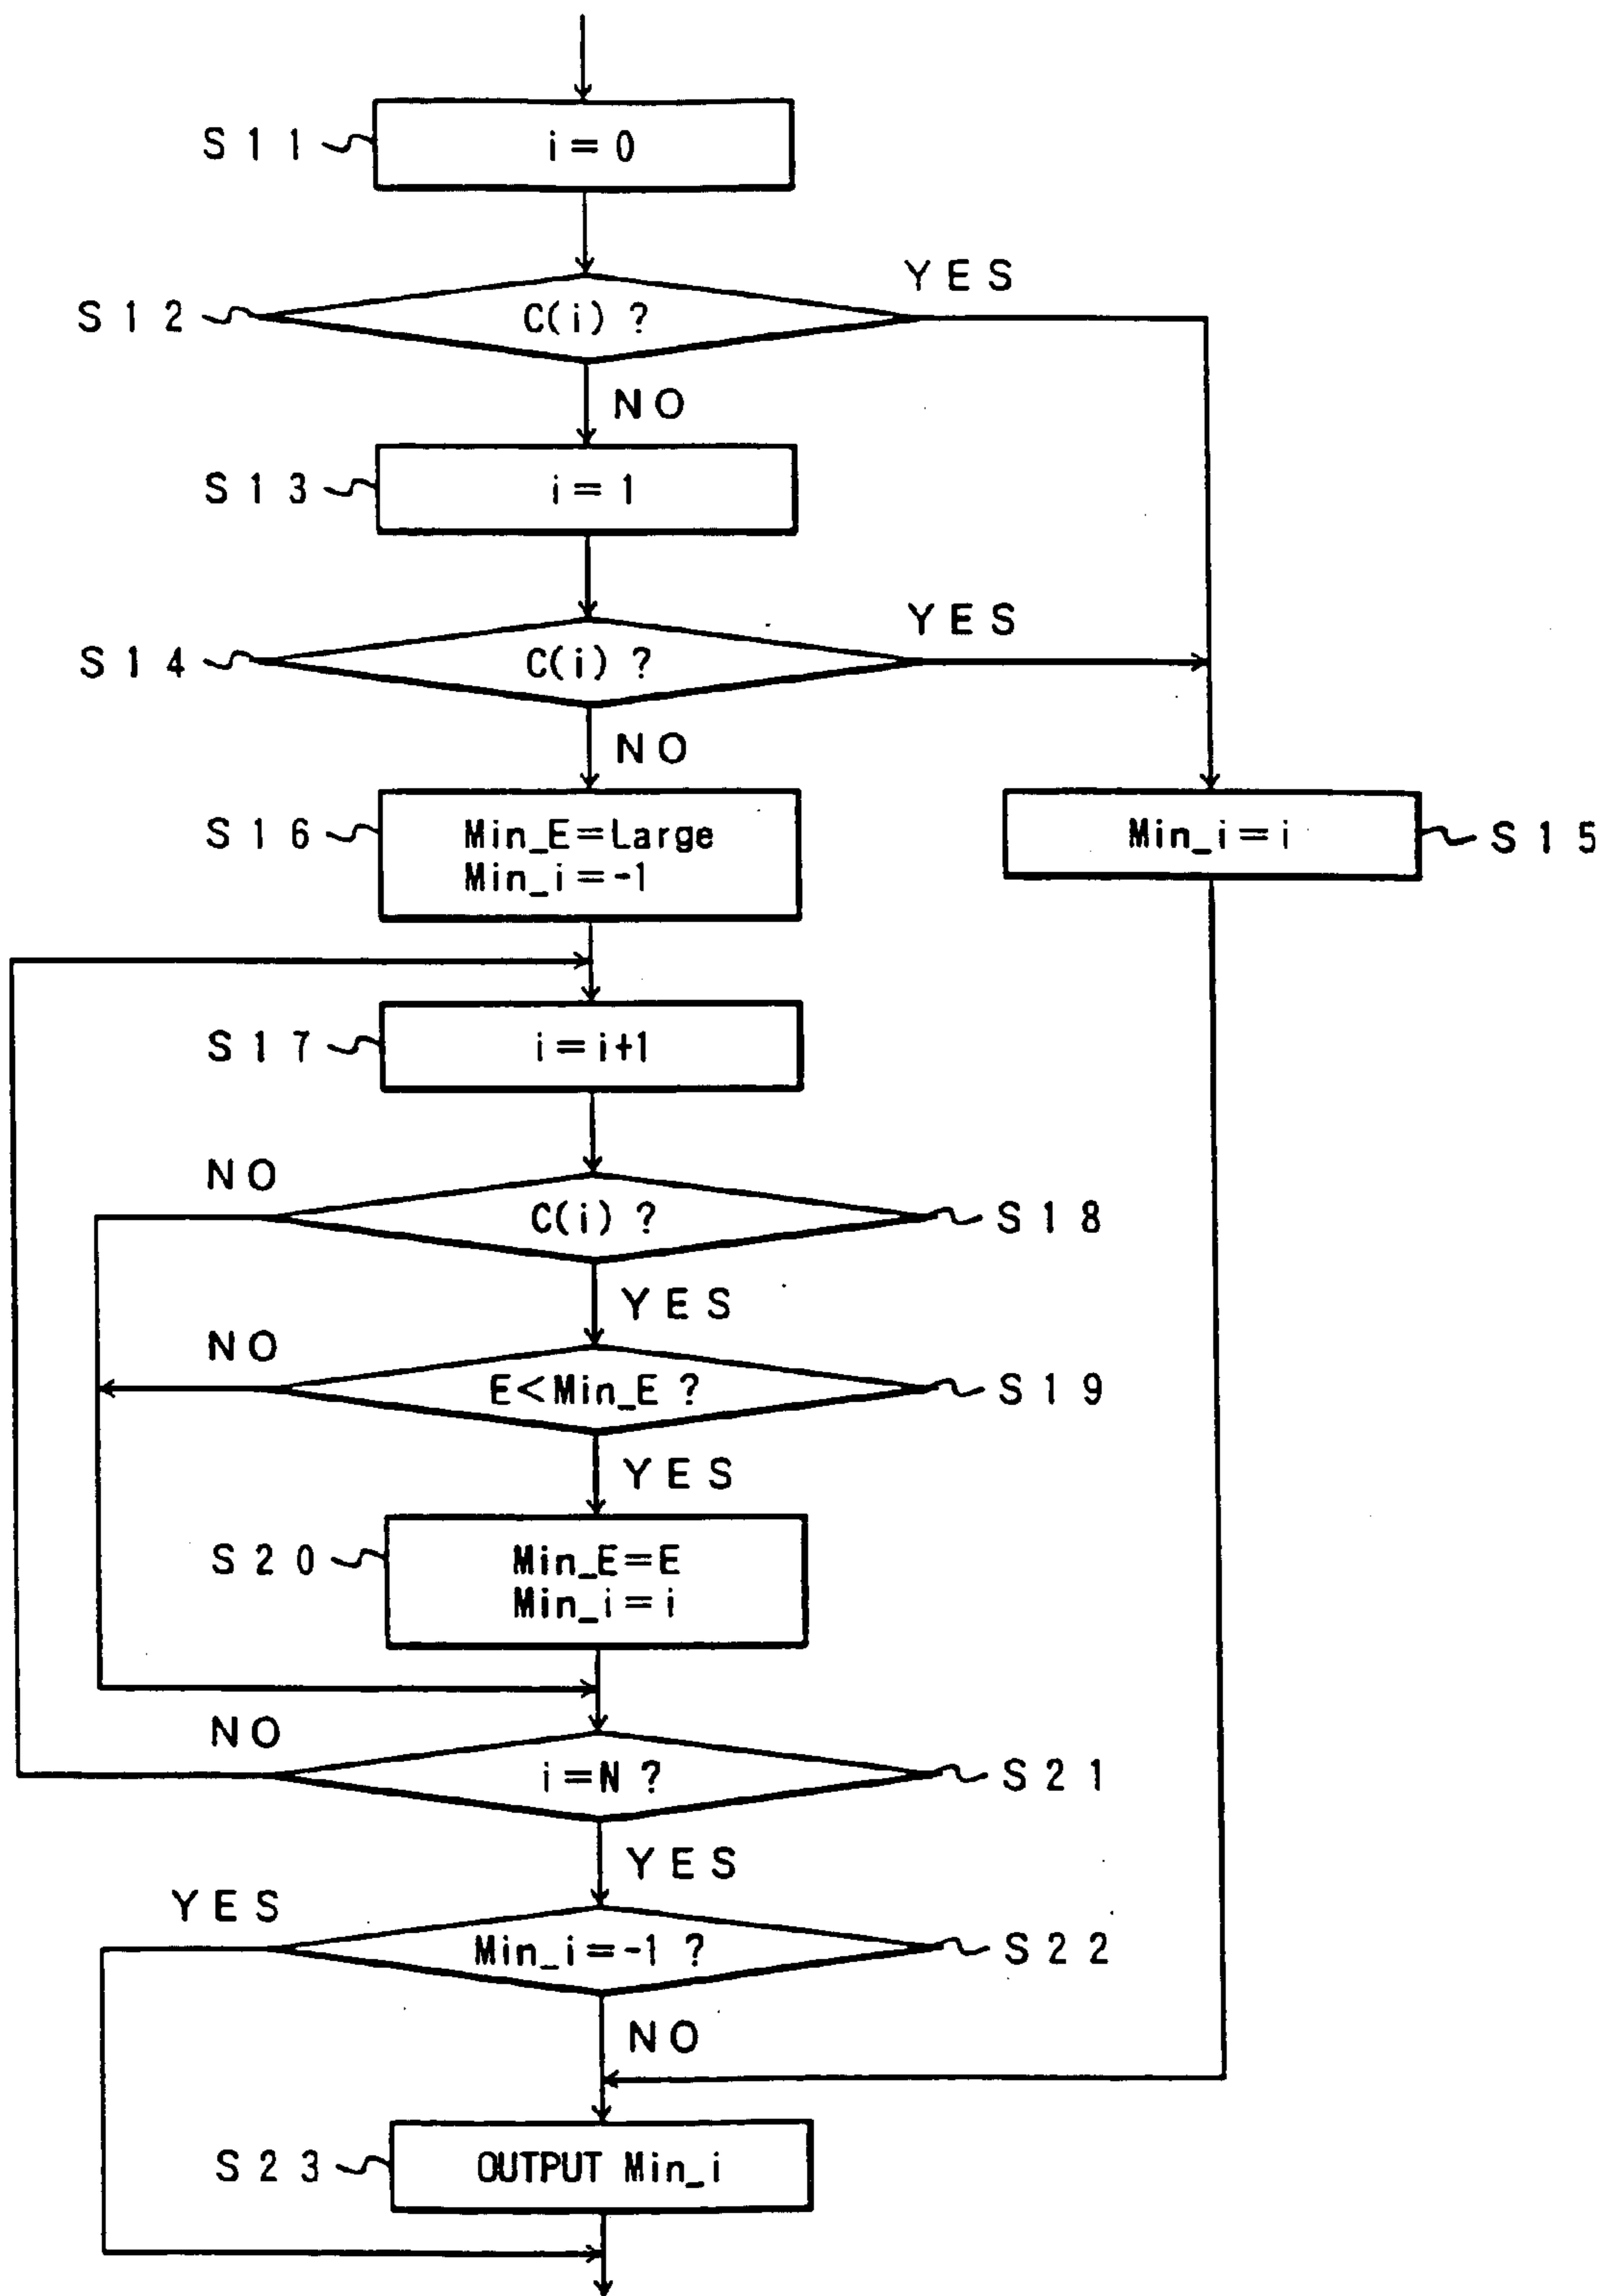 S11
i=0
YES
S12
C(i) ?
NO
S13
i=1
YES
S14
C(i) ?
NO
S16
Min_E=Large
Min_i=-1
Min_i=i
S15
S17
i=i+1
NO
C(i) ?
S18
YES
NO
E<Min_E ?
S19
YES
S20
Min_E=E
Min_i=i
NO
i=N ?
S21
YES
YES
Min_i=-1 ?
S22
NO
S23
OUTPUT Min_i